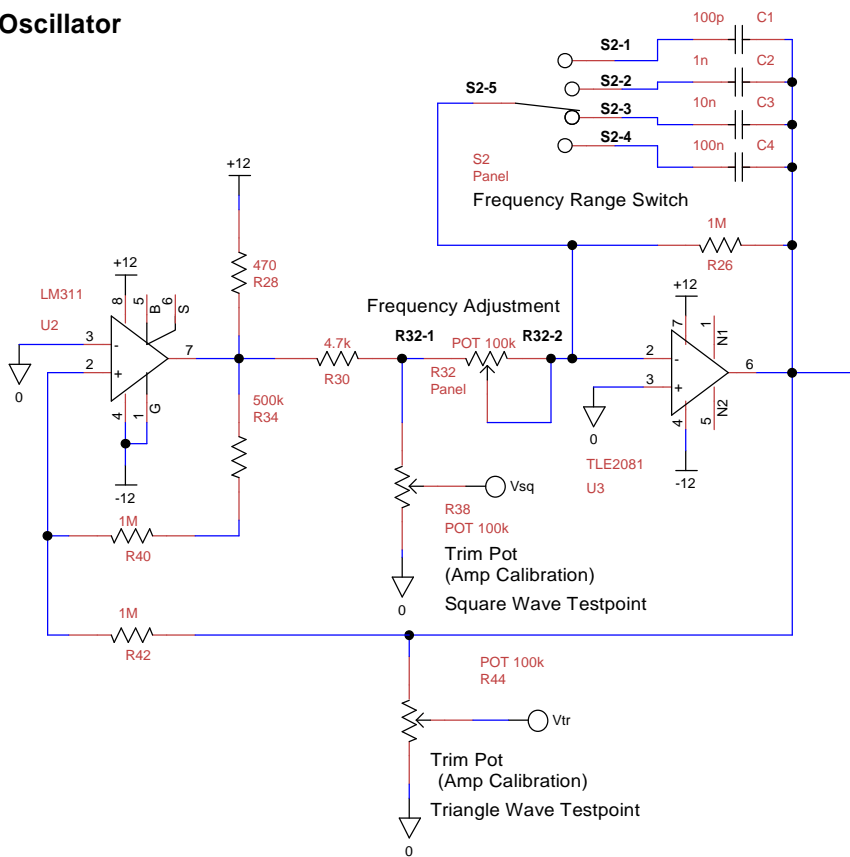 Oscillator
100p
C1
S2-1
1n
C2
S2-2
S2-5
10n
C3
S2-3
100n
C4
S2-4
S2
Panel
Frequency Range Switch
+12
1M
R26
470
R28
+12
LM311
U2
8
5
B
6
S
3
-
2
+
7
4
1
G
0
-12
Frequency Adjustment
4.7k
R30
R32-1
POT 100k
R32-2
R32
Panel
+12
7
1
N1
2
-
3
+
6
4
5
N2
0
TLE2081
U3
-12
500k
R34
1M
R40
Vsq
R38
POT 100k
Trim Pot
(Amp Calibration)
Square Wave Testpoint
0
1M
R42
POT 100k
R44
Vtr
Trim Pot
(Amp Calibration)
Triangle Wave Testpoint
0